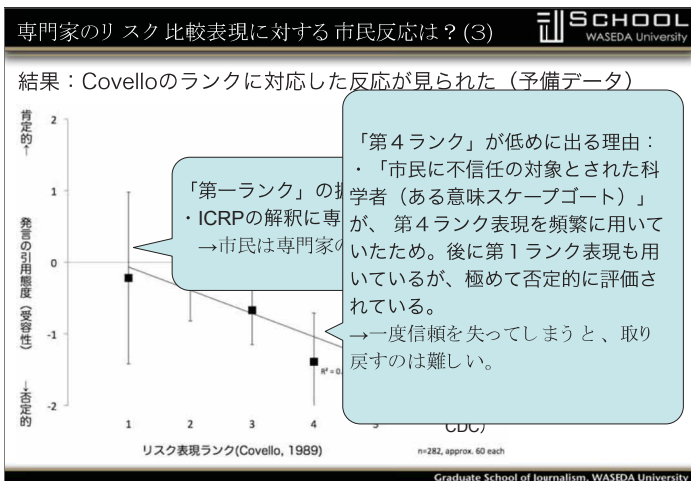 専門家のリスク比較表現に対する市民反応は？(3)
SCHOOL
WASEDA University
結果：Covelloのランクに対応した反応が見られた（予備データ）
肯定的↑
発言の引用態度（受容性）
↓否定的
2
1
0
-1
-2
「第一ランク」の
・ICRPの解釈に専
→市民は専門家の
「第４ランク」が低めに出る理由：
・「市民に不信任の対象とされた科
学者（ある意味スケープゴート）」
が、 第４ランク表現を頻繁に用いて
いたため。後に第１ランク表現も用
いているが、極めて否定的に評価さ
れている。
→一度信頼を失ってしまうと、取り
戻すのは難しい。
R² = 0.
1 2 3 4
CDC)
リスク表現ランク(Covello, 1989)
n=282, approx. 60 each
Graduate School of Journalism, WASEDA University